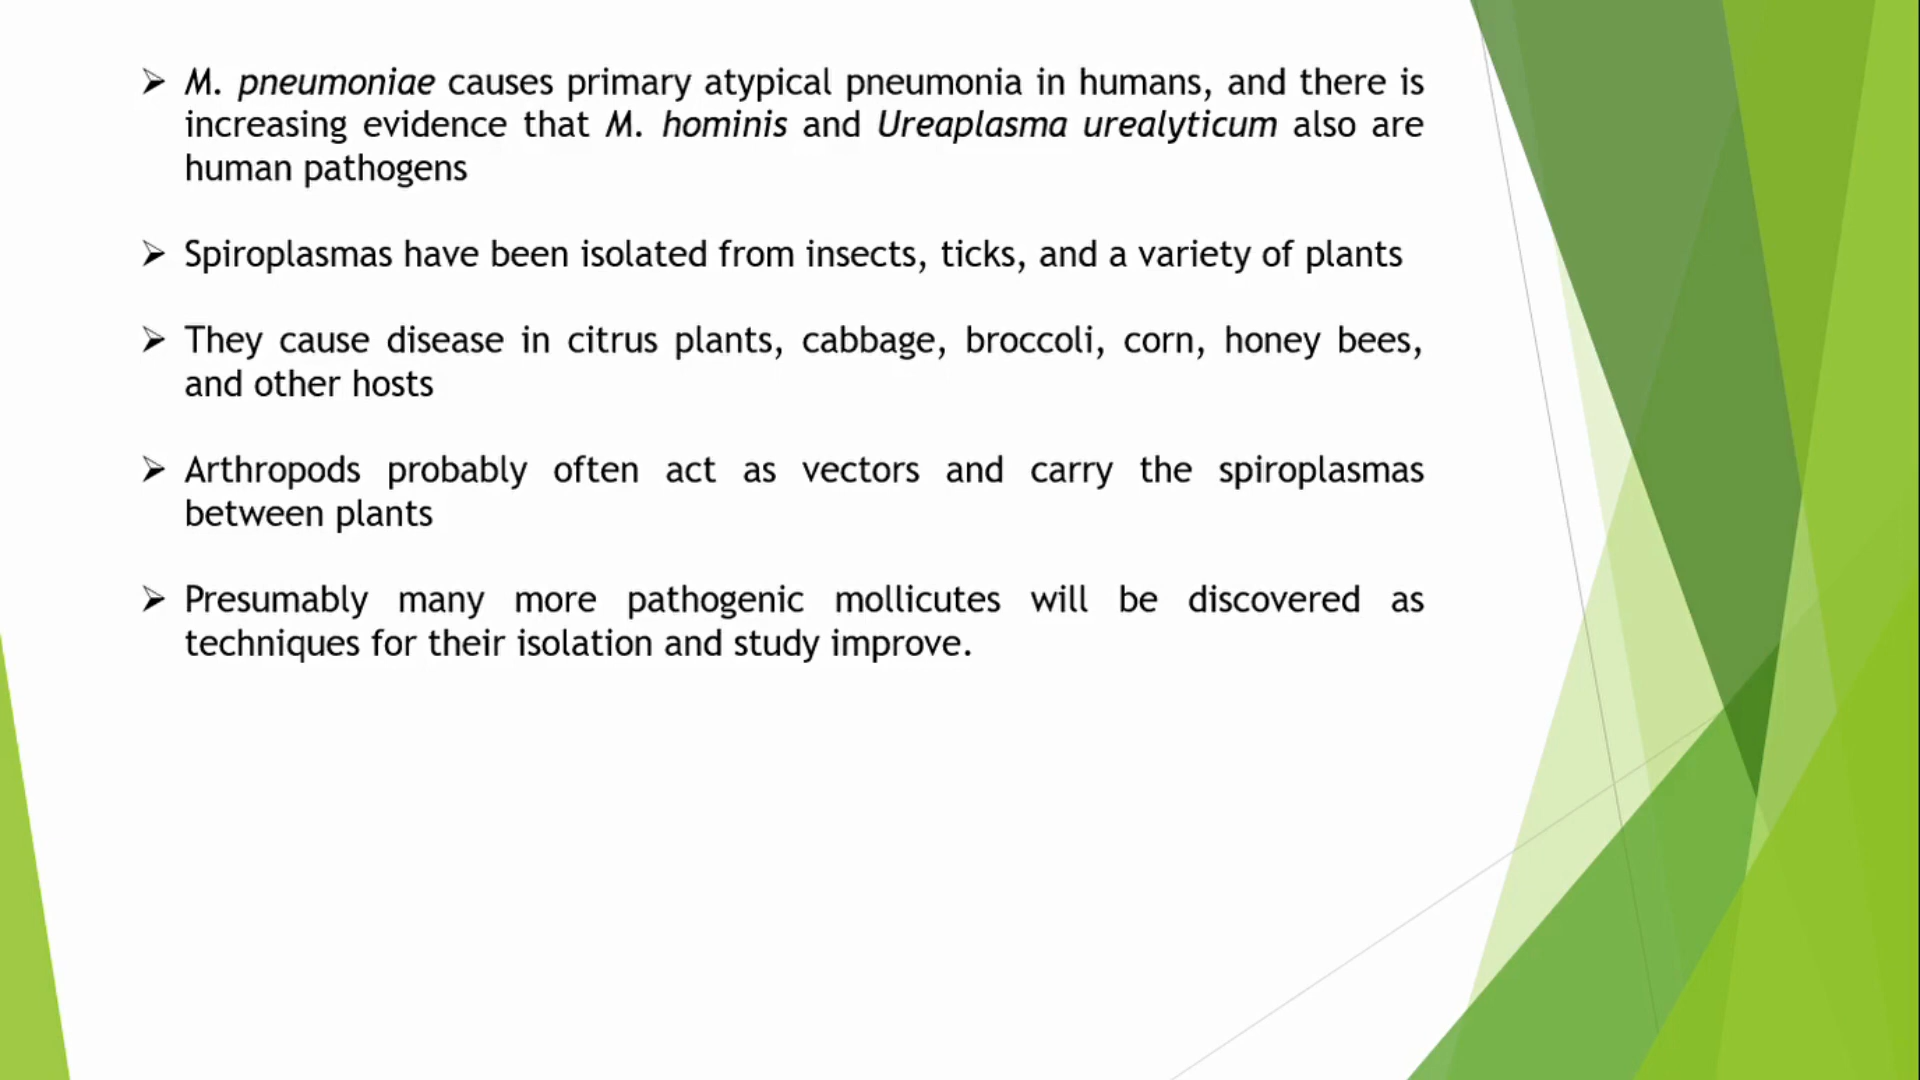 ➢ M. pneumoniae causes primary atypical pneumonia in humans, and there is
increasing evidence that M. hominis and Ureaplasma urealyticum also are
human pathogens
➢ Spiroplasmas have been isolated from insects, ticks, and a variety of plants
➢ They cause disease in citrus plants, cabbage, broccoli, corn, honey bees,
and other hosts
➢ Arthropods probably often act as vectors and carry the spiroplasmas
between plants
➢ Presumably many more pathogenic mollicutes will be discovered as
techniques for their isolation and study improve.